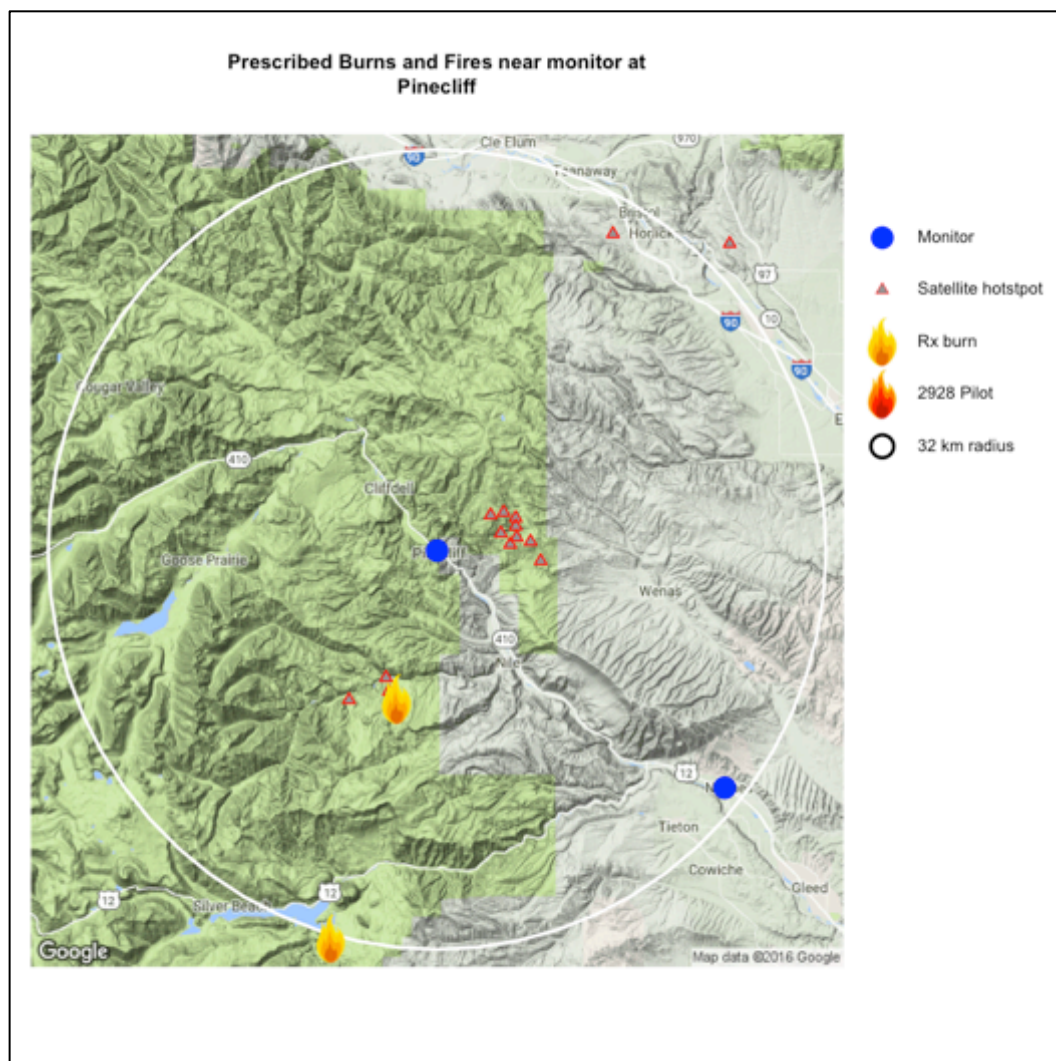 Prescribed Burns and Fires near monitor at
Pinecliff
Cle Elum
970
90
Teanaway
Bristol
Horlick
97
90
10
90
Cougar Valley
410
Cliffdell
Goose Prairie
Wenas
410
Nile
12
Tieton
Cowiche
12
12
Silver Beach
Gleed
Google
Map data ©2016 Google
Monitor
Satellite hotstpot
Rx burn
2928 Pilot
32 km radius